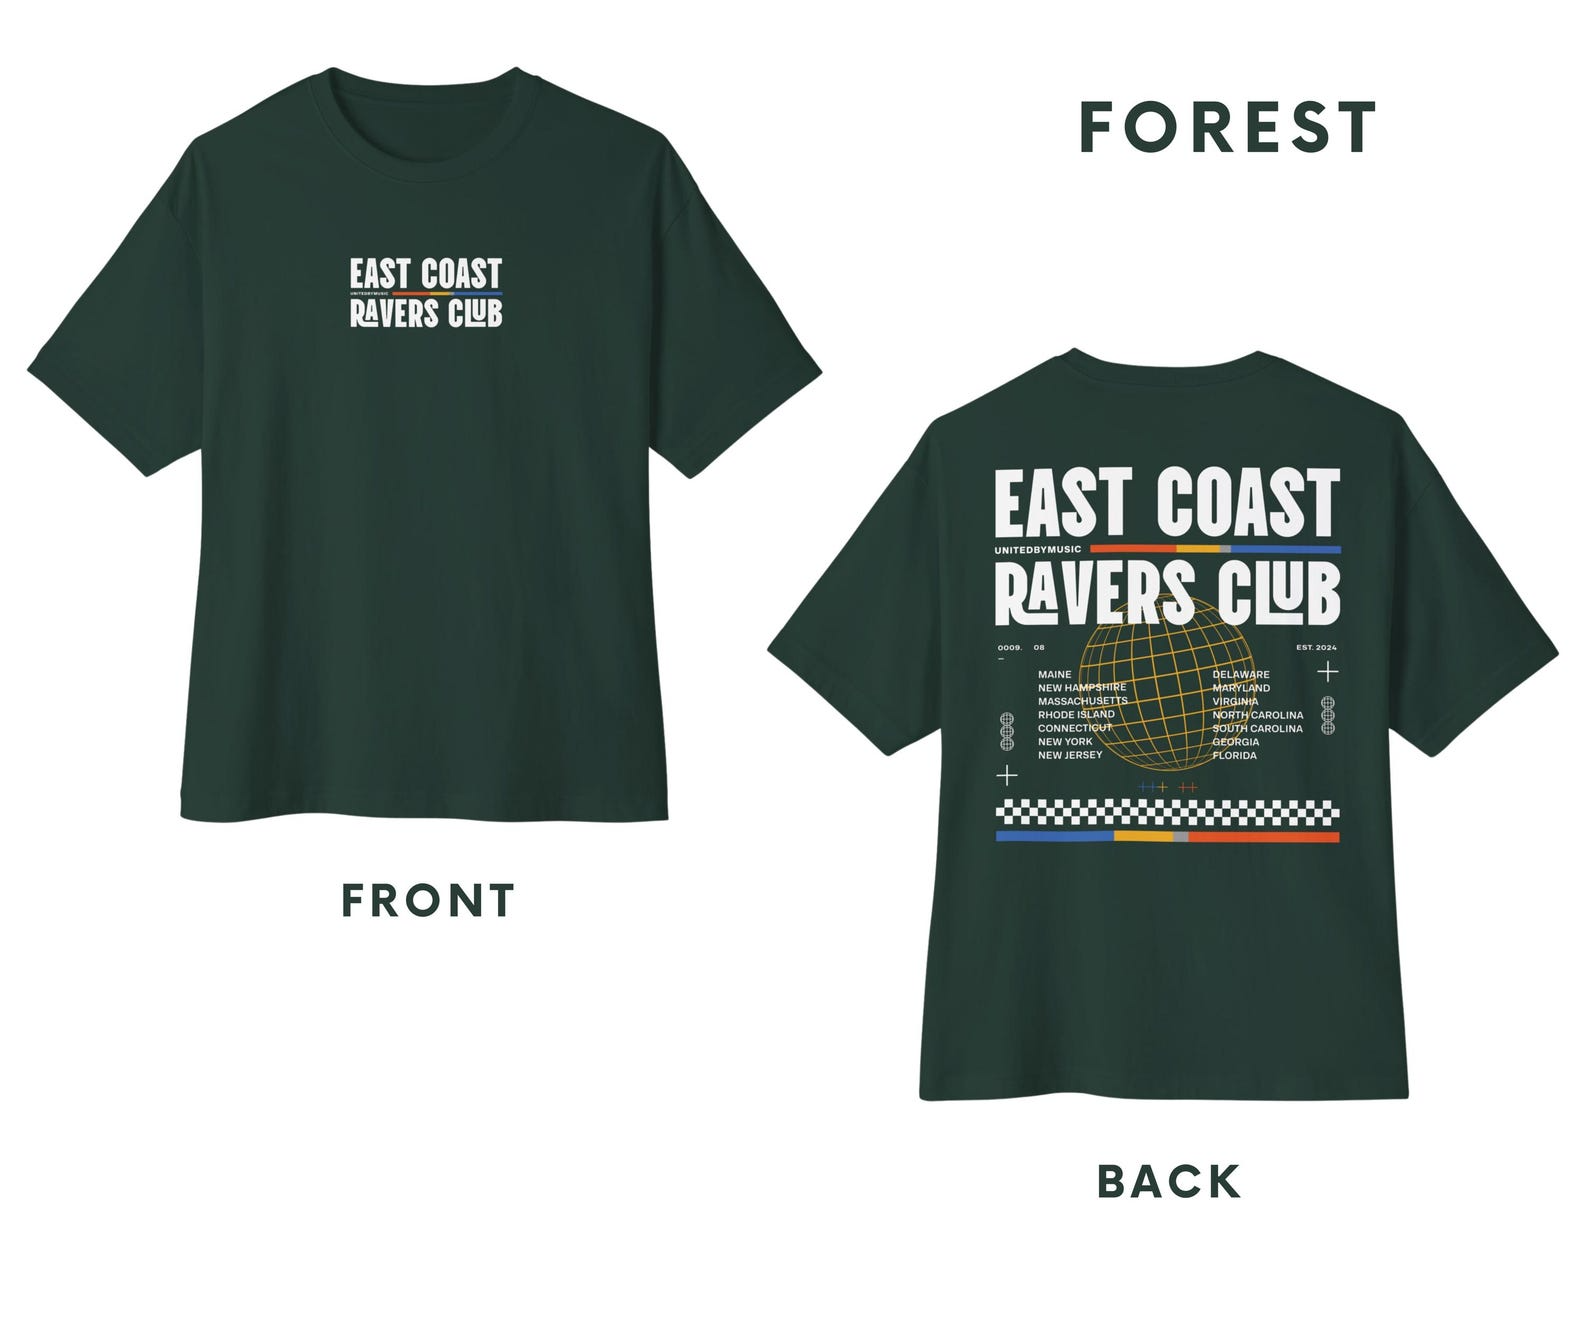 FOREST
EAST COAST
UNITEDBYMUSIC
RAVERS CLUB
FRONT
EAST COAST
UNITEDBYMUSIC
RAVERS CLUB
0009. 08
EST. 2024
MAINE
NEW HAMPSHIRE
MASSACHUSETTS
RHODE ISLAND
CONNECTICUT
NEW YORK
NEW JERSEY
DELAWARE
MARYLAND
VIRGINIA
NORTH CAROLINA
SOUTH CAROLINA
GEORGIA
FLORIDA
BACK